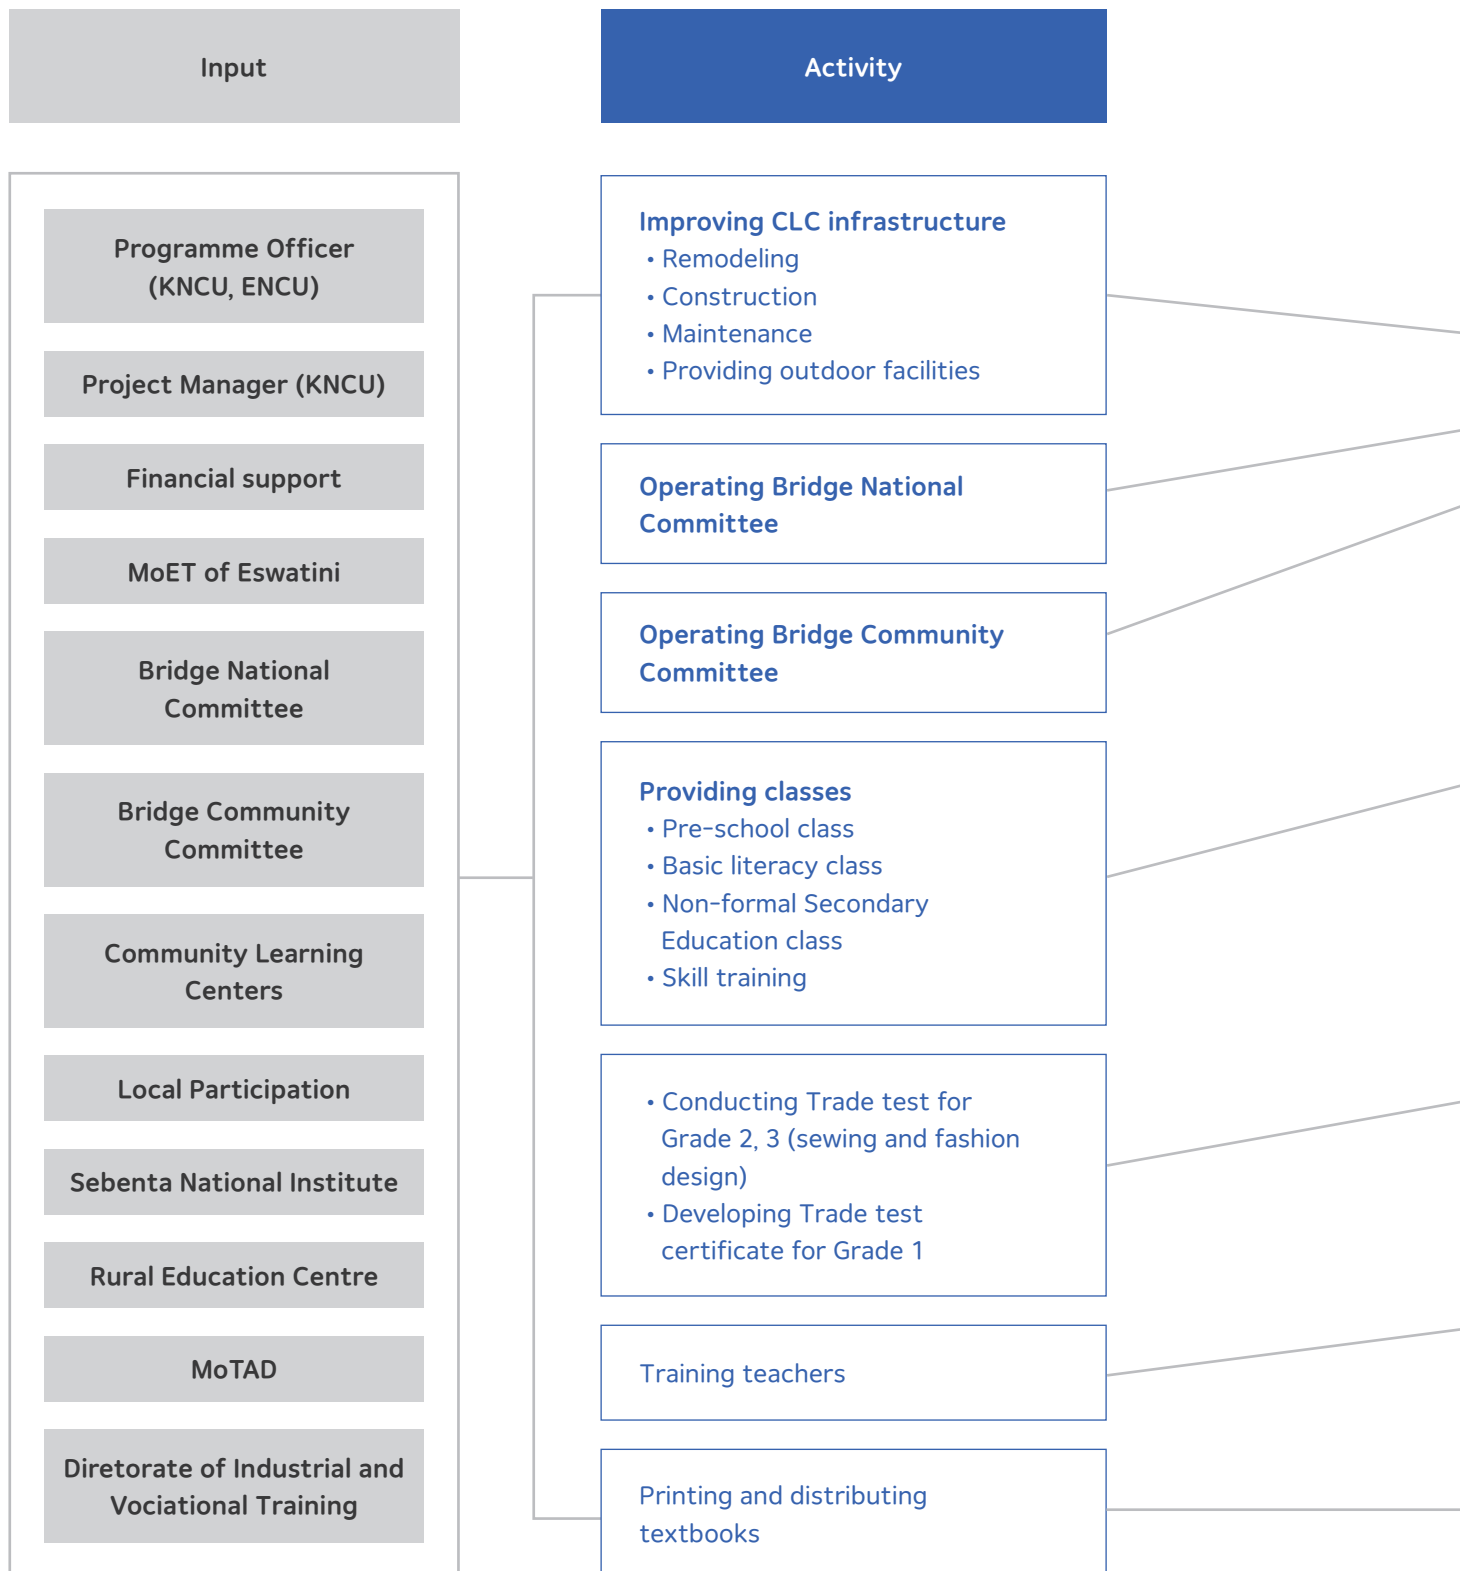 Input
Programme Officer
(KNCU, ENCU)
Project Manager (KNCU)
Financial support
MoET of Eswatini
Bridge National
Committee
Bridge Community
Committee
Community Learning
Centers
Local Participation
Sebenta National Institute
Rural Education Centre
MoTAD
Diretorate of Industrial and
Vociational Training
Activity
Improving CLC infrastructure
• Remodeling
• Construction
• Maintenance
• Providing outdoor facilities
Operating Bridge National
Committee
Operating Bridge Community
Committee
Providing classes
• Pre-school class
• Basic literacy class
• Non-formal Secondary
Education class
• Skill training
• Conducting Trade test for
Grade 2, 3 (sewing and fashion
design)
• Developing Trade test
certificate for Grade 1
Training teachers
Printing and distributing
textbooks